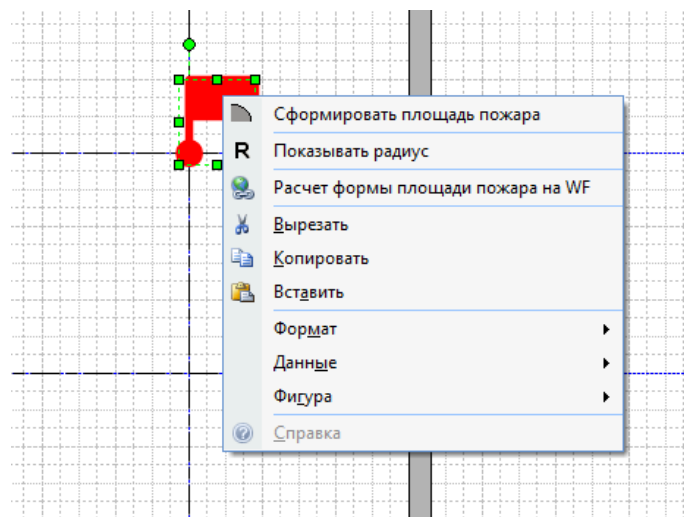 Сформировать площадь пожара
R Показывать радиус
Расчет формы площади пожара на WF
Вырезать
Копировать
Вставить
Формат
Данные
Фигура
Справка